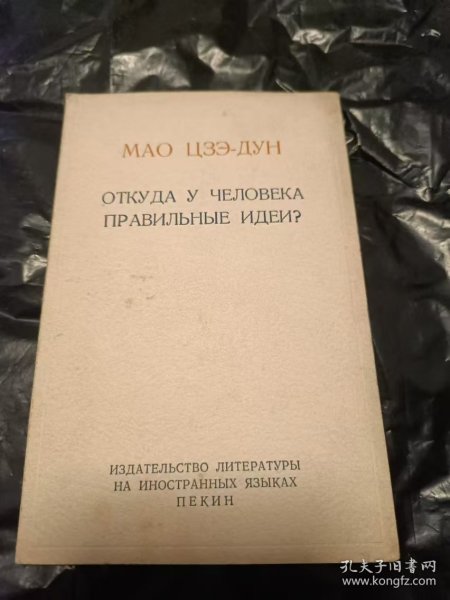 МАО ЦЗЭ-ДУН
ОТКУДА У ЧЕЛОВЕКА
ПРАВИЛЬНЫЕ ИДЕИ?
ИЗДАТЕЛЬСТВО ЛИТЕРАТУРЫ
НА ИНОСТРАННЫХ ЯЗЫКАХ
ПЕКИН
孔夫子旧书网
www.kongfz.com